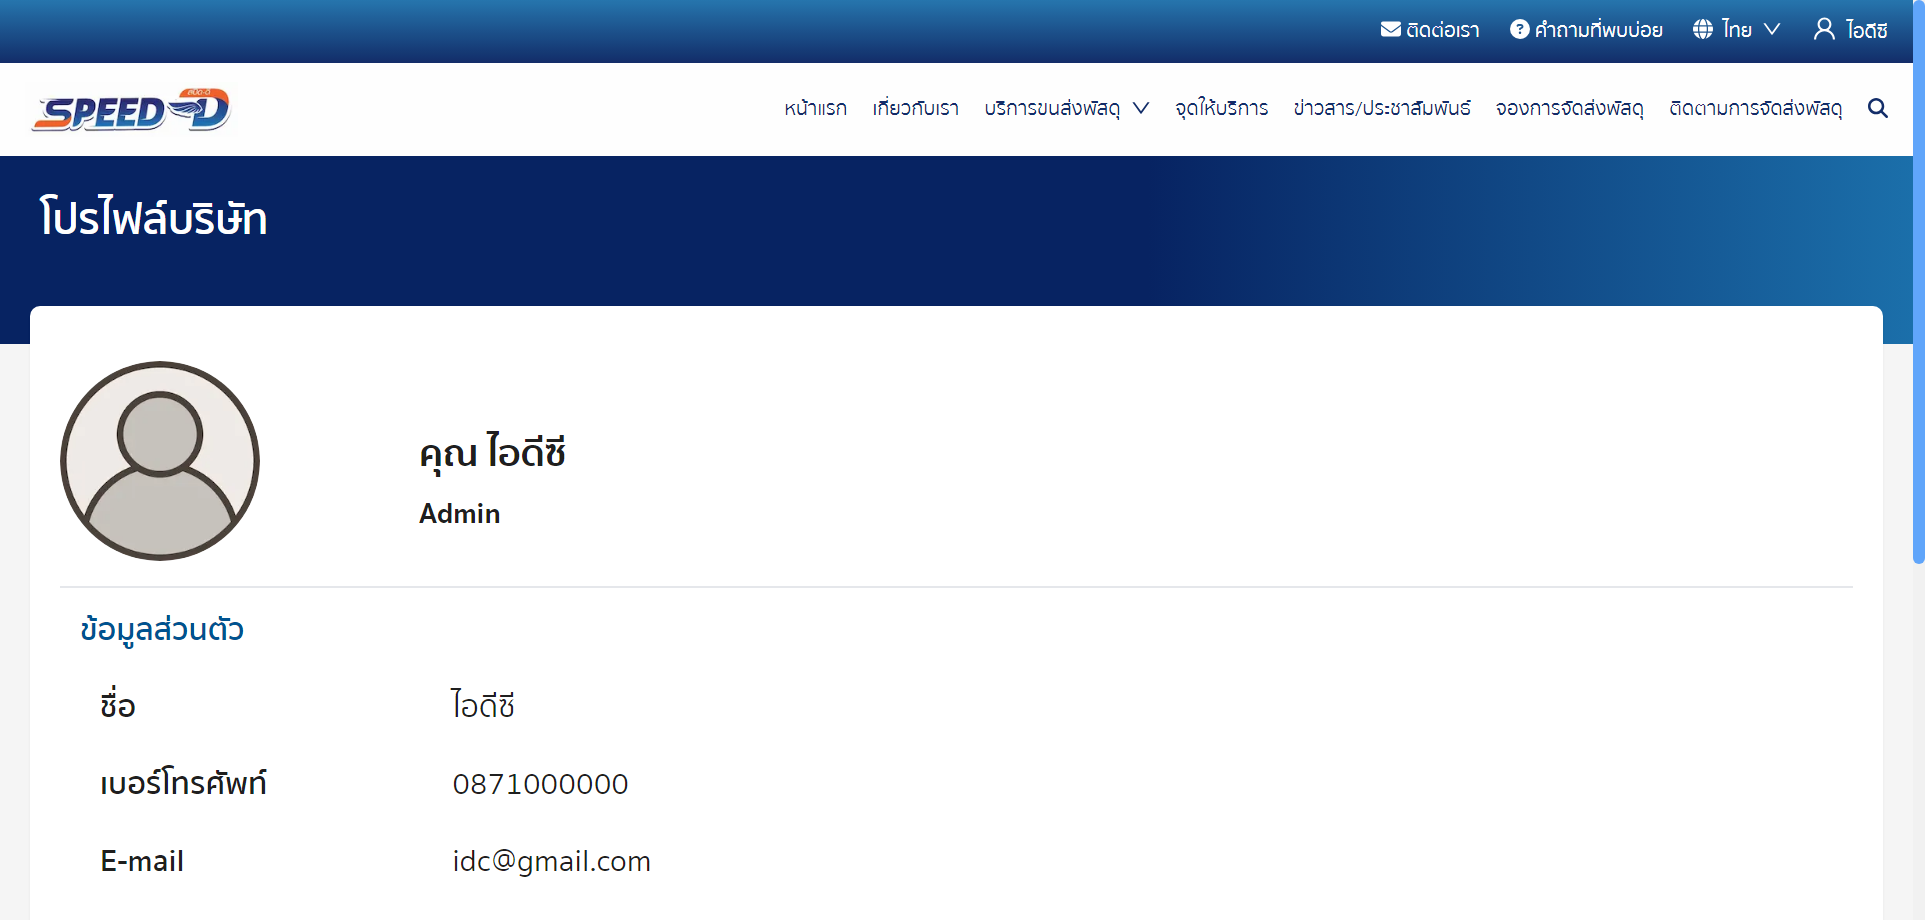 ติดต่อเรา คำถามที่พบบ่อย ไทย ไอดีซี
สปีด-ดี
SPEED-D
หน้าแรก เกี่ยวกับเรา บริการขนส่งพัสดุ จุดให้บริการ ข่าวสาร/ประชาสัมพันธ์ จองการจัดส่งพัสดุ ติดตามการจัดส่งพัสดุ
โปรไฟล์บริษัท
คุณ ไอดีซี
Admin
ข้อมูลส่วนตัว
ชื่อ ไอดีซี
เบอร์โทรศัพท์ 0871000000
E-mail idc@gmail.com